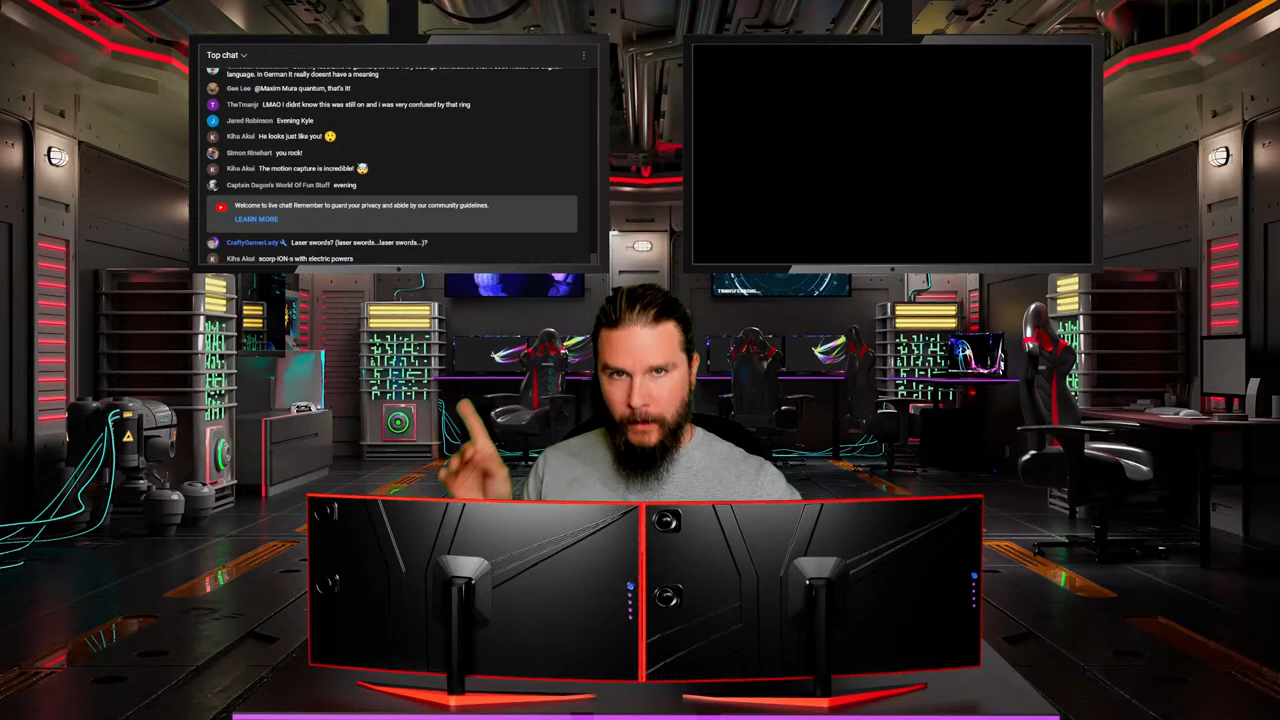 Top chat
language. In German it really doesnt have a meaning
Gee Lee @Maxim Mura quantum, that's it!
TheTmanjr LMAO I didnt know this was still on and i was very confused by that ring
Jared Robinson Evening Kyle
Kiha Akui He looks just like you! 😲
Simon Rinehart you rock!
Kiha Akui The motion capture is incredible! 🤯
Captain Dagon's World Of Fun Stuff evening
Welcome to live chat! Remember to guard your privacy and abide by our community guidelines.
LEARN MORE
CraftyGamerLady Laser swords? (laser swords...laser swords...)?
Kiha Akui scorp-ION-s with electric powers
TRANSFERRING...